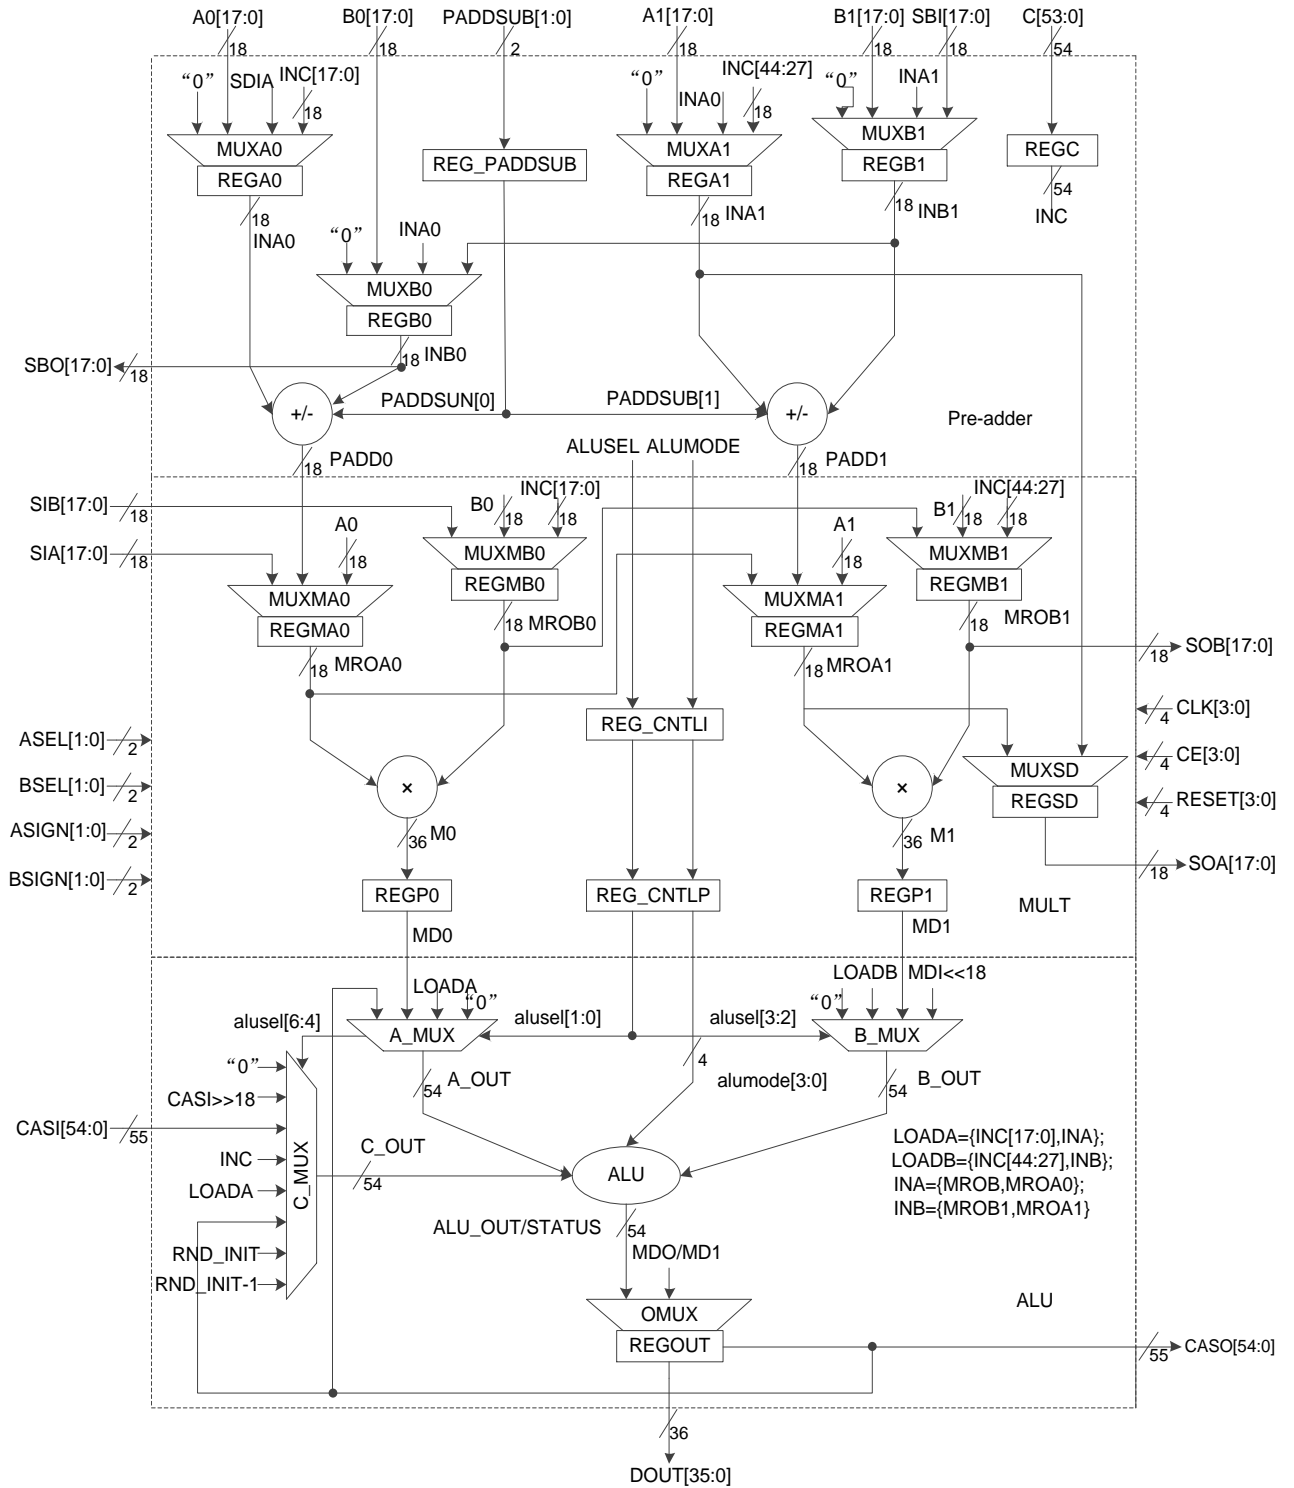 A0[17:0] B0[17:0] PADDSUB[1:0] A1[17:0] B1[17:0] SBI[17:0] C[53:0]
18 18 2 18 18 18 54
“0” SDIA INC[17:0] “0” INA0 INC[44:27] “0” INA1
18 18
MUXA0 MUXA1 MUXB1
REGA0 REG_PADDSUB REGA1 REGB1 REGC
18 18 INA1 18 INB1 54
INA0 INC
“0” INA0
MUXB0
REGB0
18 INB0
SBO[17:0] 18
+/- PADDSUN[0] PADDSUB[1] +/-
Pre-adder
ALUSEL ALUMODE
18 PADD0 18 PADD1
SIB[17:0] 18 B0 18 INC[17:0] 18 B1 18 INC[44:27] 18
A0 18 A1 18
SIA[17:0] 18
MUXMB0 MUXMB1
REGMB0 REGMB1
MUXMA0 MUXMA1
REGMA0 REGMA1
18 MROB0 18 MROB1
18 MROA0 18 MROA1
18 SOB[17:0]
4 CLK[3:0]
REG_CNTLI
ASEL[1:0] 2
4 CE[3:0]
BSEL[1:0] 2
× × MUXSD
REGSD
4 RESET[3:0]
ASIGN[1:0] 2
36 M0 36 M1
18 SOA[17:0]
BSIGN[1:0] 2
REGP0 REG_CNTLP REGP1
MULT
MD0 MD1
LOADA “0” “0” LOADB MDI<<18
alusel[6:4] A_MUX alusel[1:0] alusel[3:2] B_MUX
“0”
54 A_OUT 4 alumode[3:0] 54 B_OUT
CASI>>18
CASI[54:0] 55
C_MUX
INC
LOADA
RND_INIT
RND_INIT-1
C_OUT
54
ALU
LOADA={INC[17:0],INA};
LOADB={INC[44:27],INB};
INA={MROB,MROA0};
INB={MROB1,MROA1}
ALU_OUT/STATUS 54
MDO/MD1
OMUX
REGOUT
ALU
55 CASO[54:0]
36
DOUT[35:0]